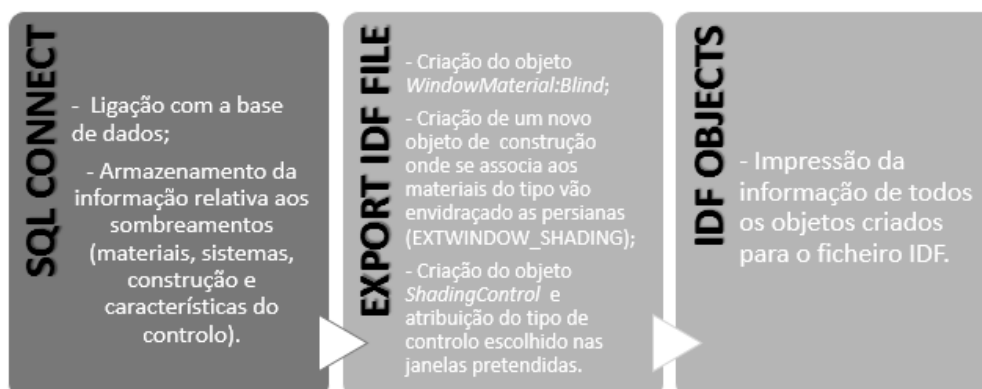 SQL CONNECT
- Ligação com a base
de dados;
- Armazenamento da
informação relativa aos
sombreamentos
(materiais, sistemas,
construção e
características do
controlo).
EXPORT IDF FILE
- Criação do objeto
WindowMaterial:Blind;
- Criação de um novo
objeto de construção
onde se associa aos
materiais do tipo vão
envidraçado as persianas
(EXTWINDOW_SHADING);
- Criação do objeto
ShadingControl e
atribuição do tipo de
controlo escolhido nas
janelas pretendidas.
IDF OBJECTS
- Impressão da
informação de todos
os objetos criados
para o ficheiro IDF.